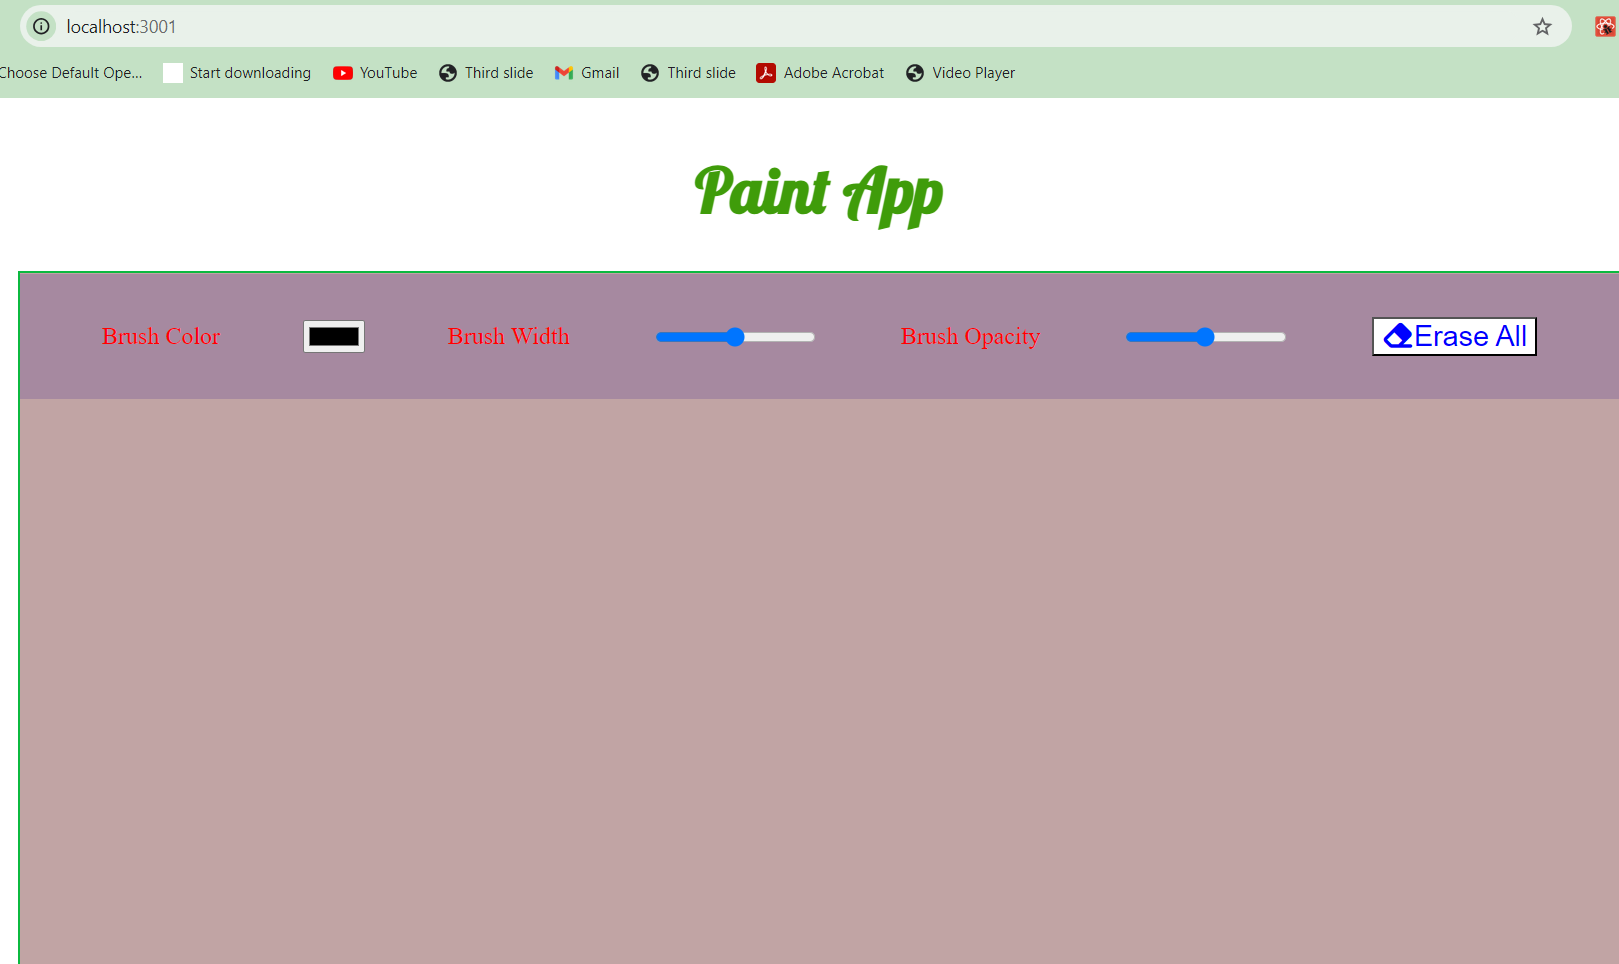 localhost:3001
Choose Default Ope... Start downloading YouTube Third slide Gmail Third slide Adobe Acrobat Video Player
Paint App
Brush Color Brush Width Brush Opacity Erase All